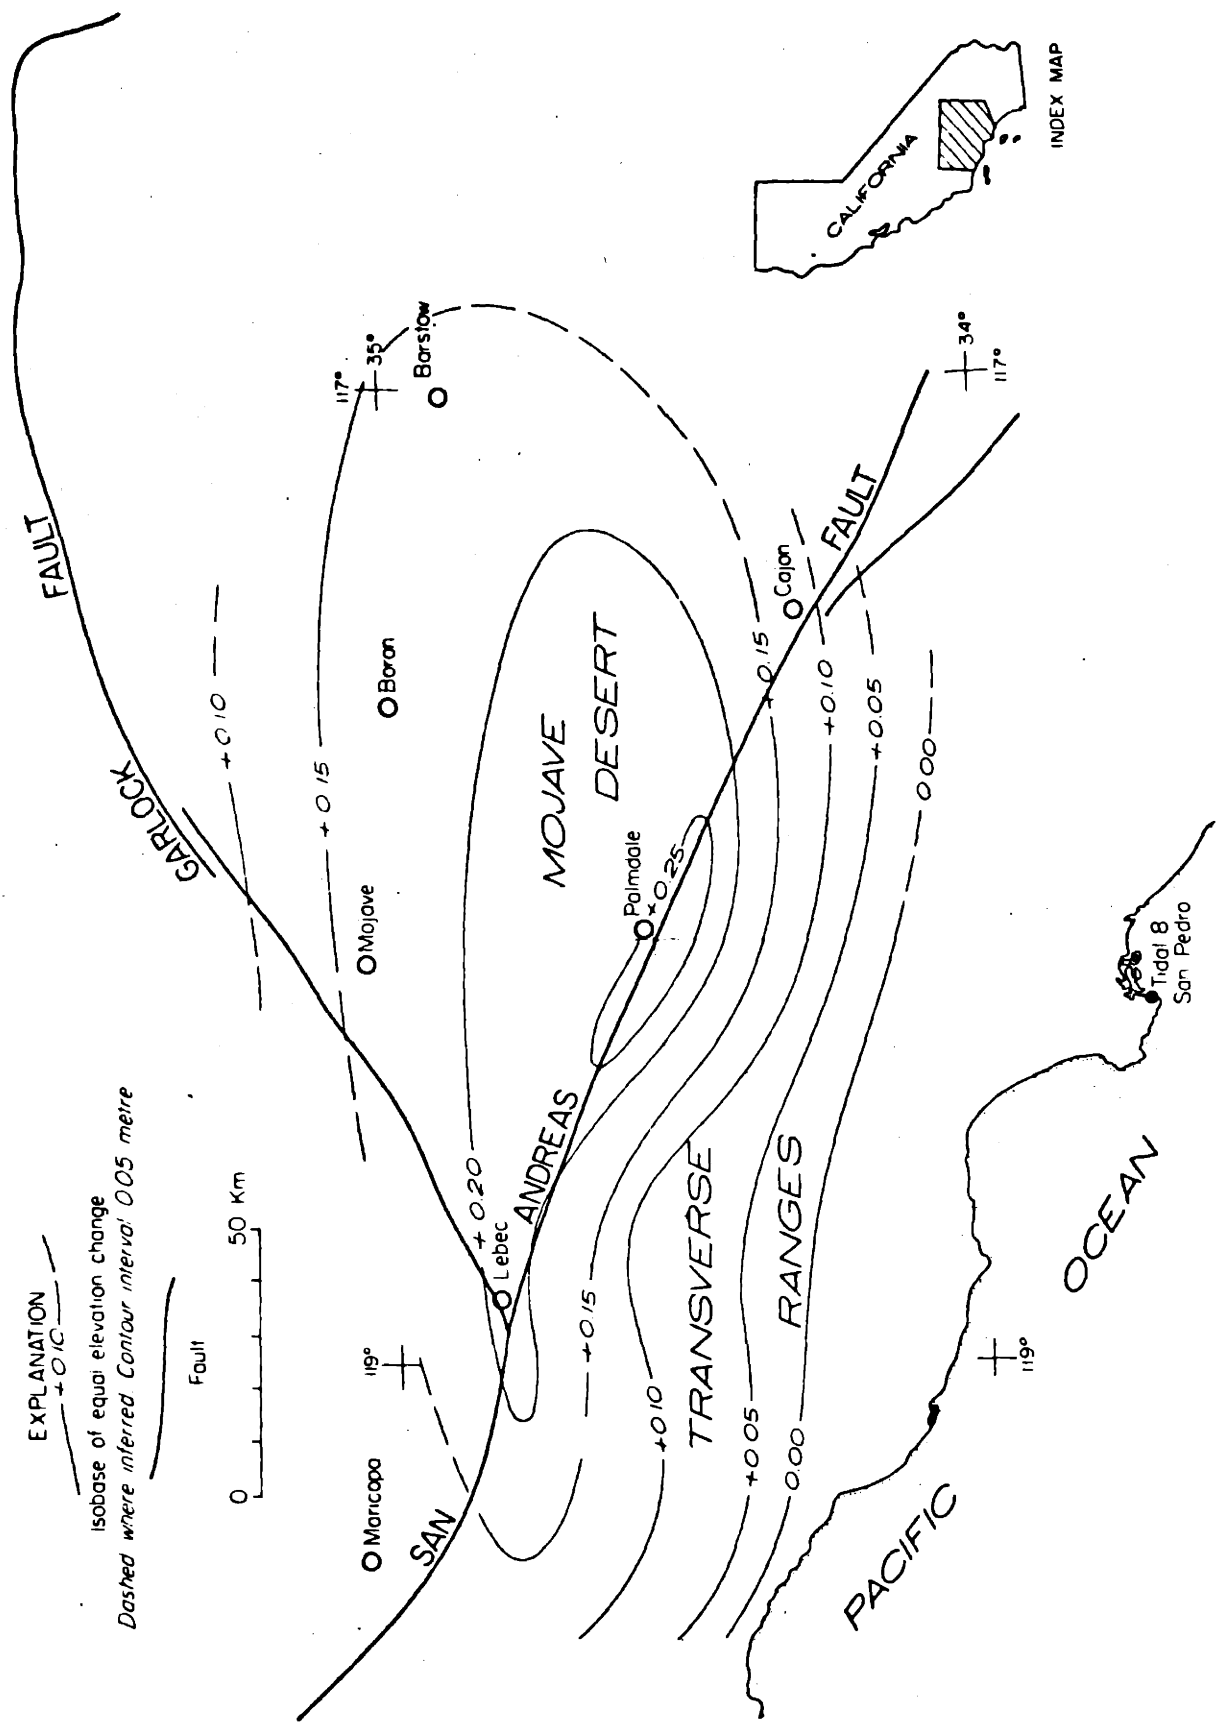 EXPLANATION
+0 10
Isobase of equal elevation change
Dashed where inferred. Contour interval 0.05 metre
Fault
0 50 Km
GARLOCK FAULT
+0 10
+0 15
117°
35°
119°
Maricopa
Mojave
Boron
Barstow
+ 0.20
Lebec
SAN ANDREAS FAULT
MOJAVE
DESERT
Palmdale
+0.25
Cajon
+0.15
+0.15
+0.10
+0.10
+0.05
+0.05
0.00
0.00
TRANSVERSE
RANGES
34°
117°
119°
PACIFIC OCEAN
Tidal 8
San Pedro
CALIFORNIA
INDEX MAP